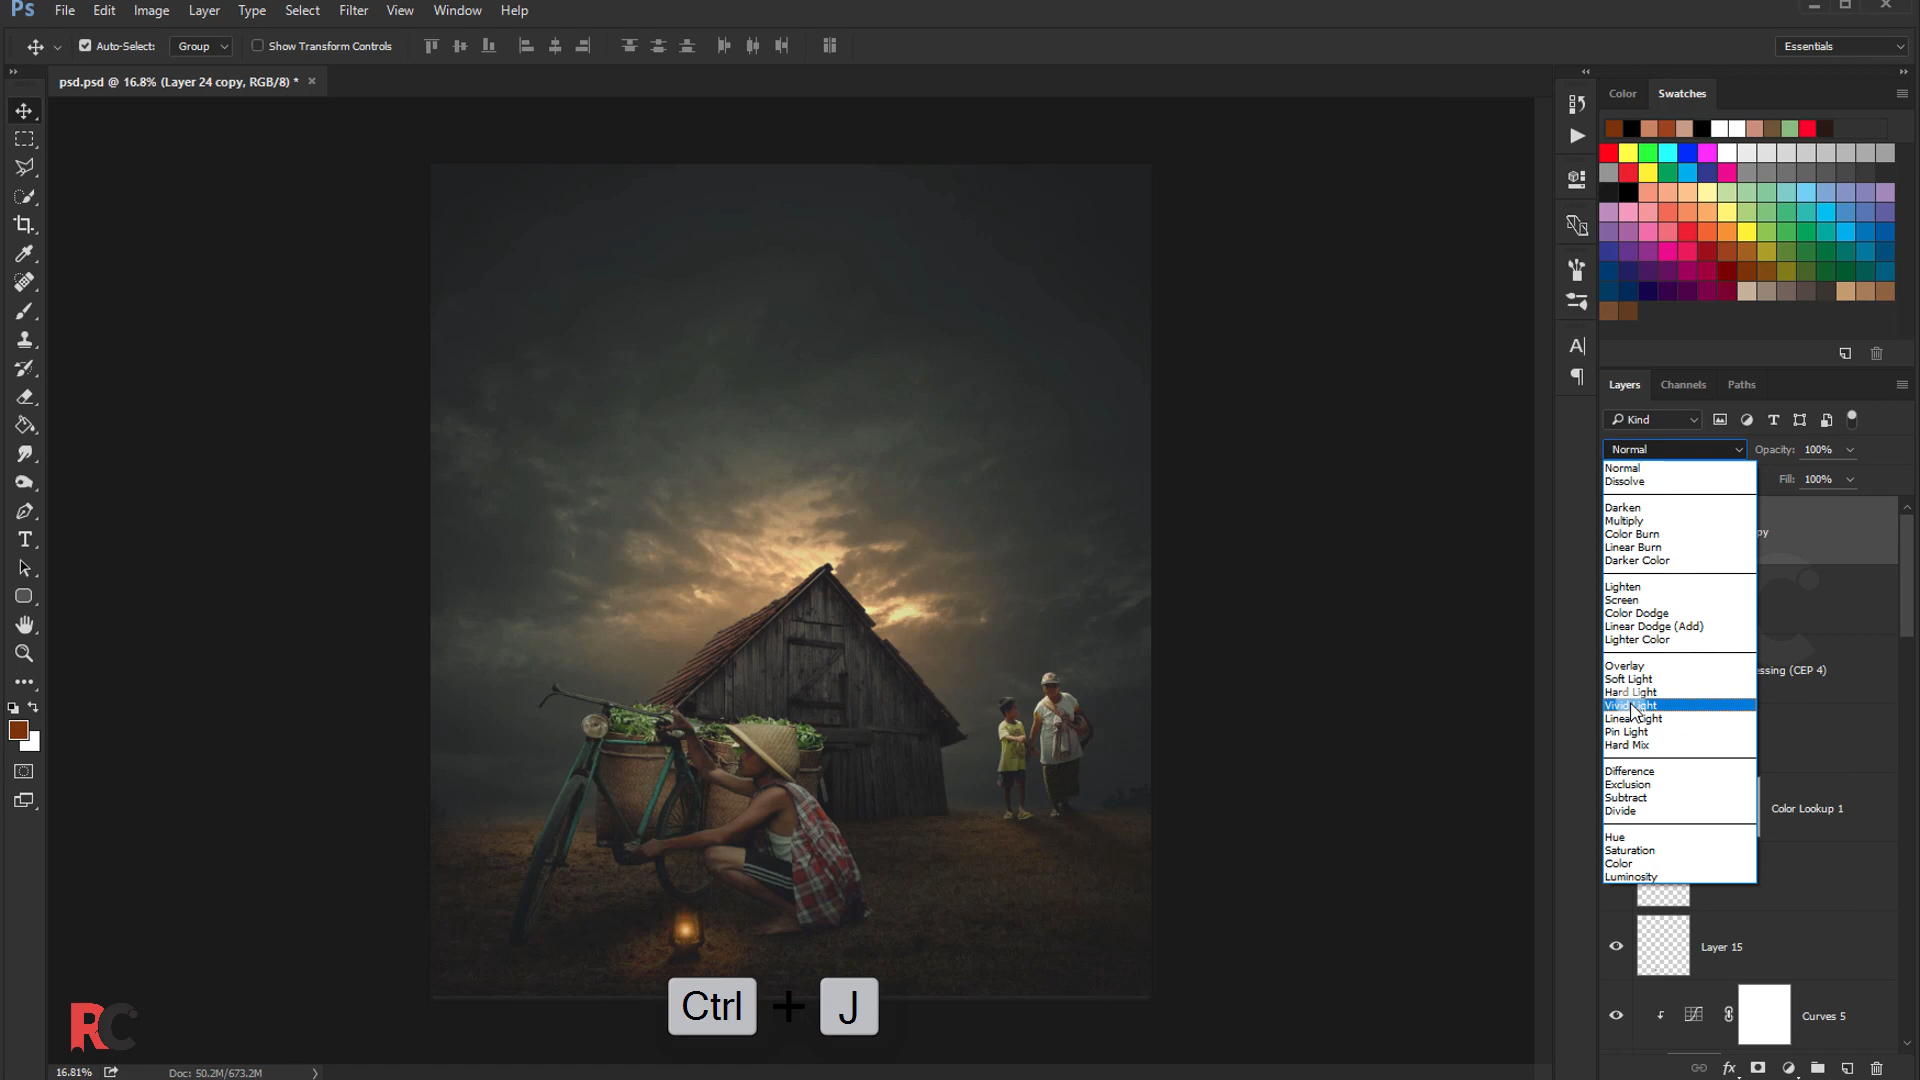 Ps File Edit Image Layer Type Select Filter 3D View Window Help
Auto-Select: Group Show Transform Controls Essentials
psd.psd @ 16.8% (Layer 24 copy, RGB/8) *
Color Swatches
Layers Channels Paths
Kind
Normal Opacity: 100%
Fill: 100%
Normal
Dissolve
Darken
Multiply
Color Burn
Linear Burn
Darker Color
Lighten
Screen
Color Dodge
Linear Dodge (Add)
Lighter Color
Overlay
Soft Light
Hard Light
Vivid Light
Linear Light
Pin Light
Hard Mix
Difference
Exclusion
Subtract
Divide
Hue
Saturation
Color
Luminosity
py
essing (CEP 4)
Color Lookup 1
Layer 15
Curves 5
Ctrl + J
RC
16.81% Doc: 50.2M/673.2M